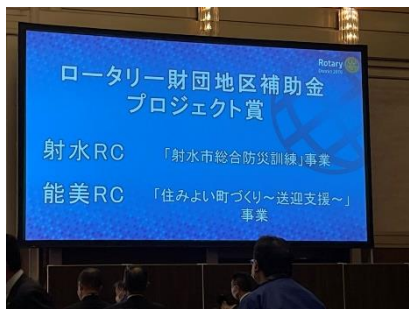 Rotary
ロータリー財団地区補助金
プロジェクト賞
射水RC 「射水市総合防災訓練」事業
能美RC 「住みよい町づくり～送迎支援～」
事業